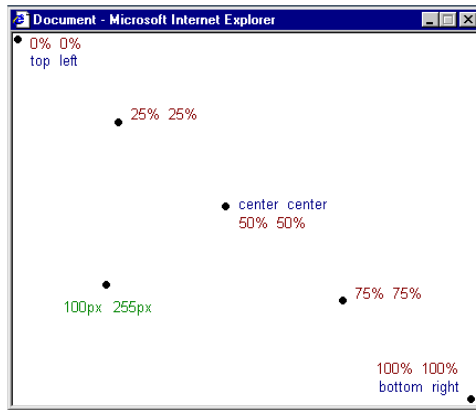 Document - Microsoft Internet Explorer
0% 0%
top left
25% 25%
center center
50% 50%
100px 255px
75% 75%
100% 100%
bottom right